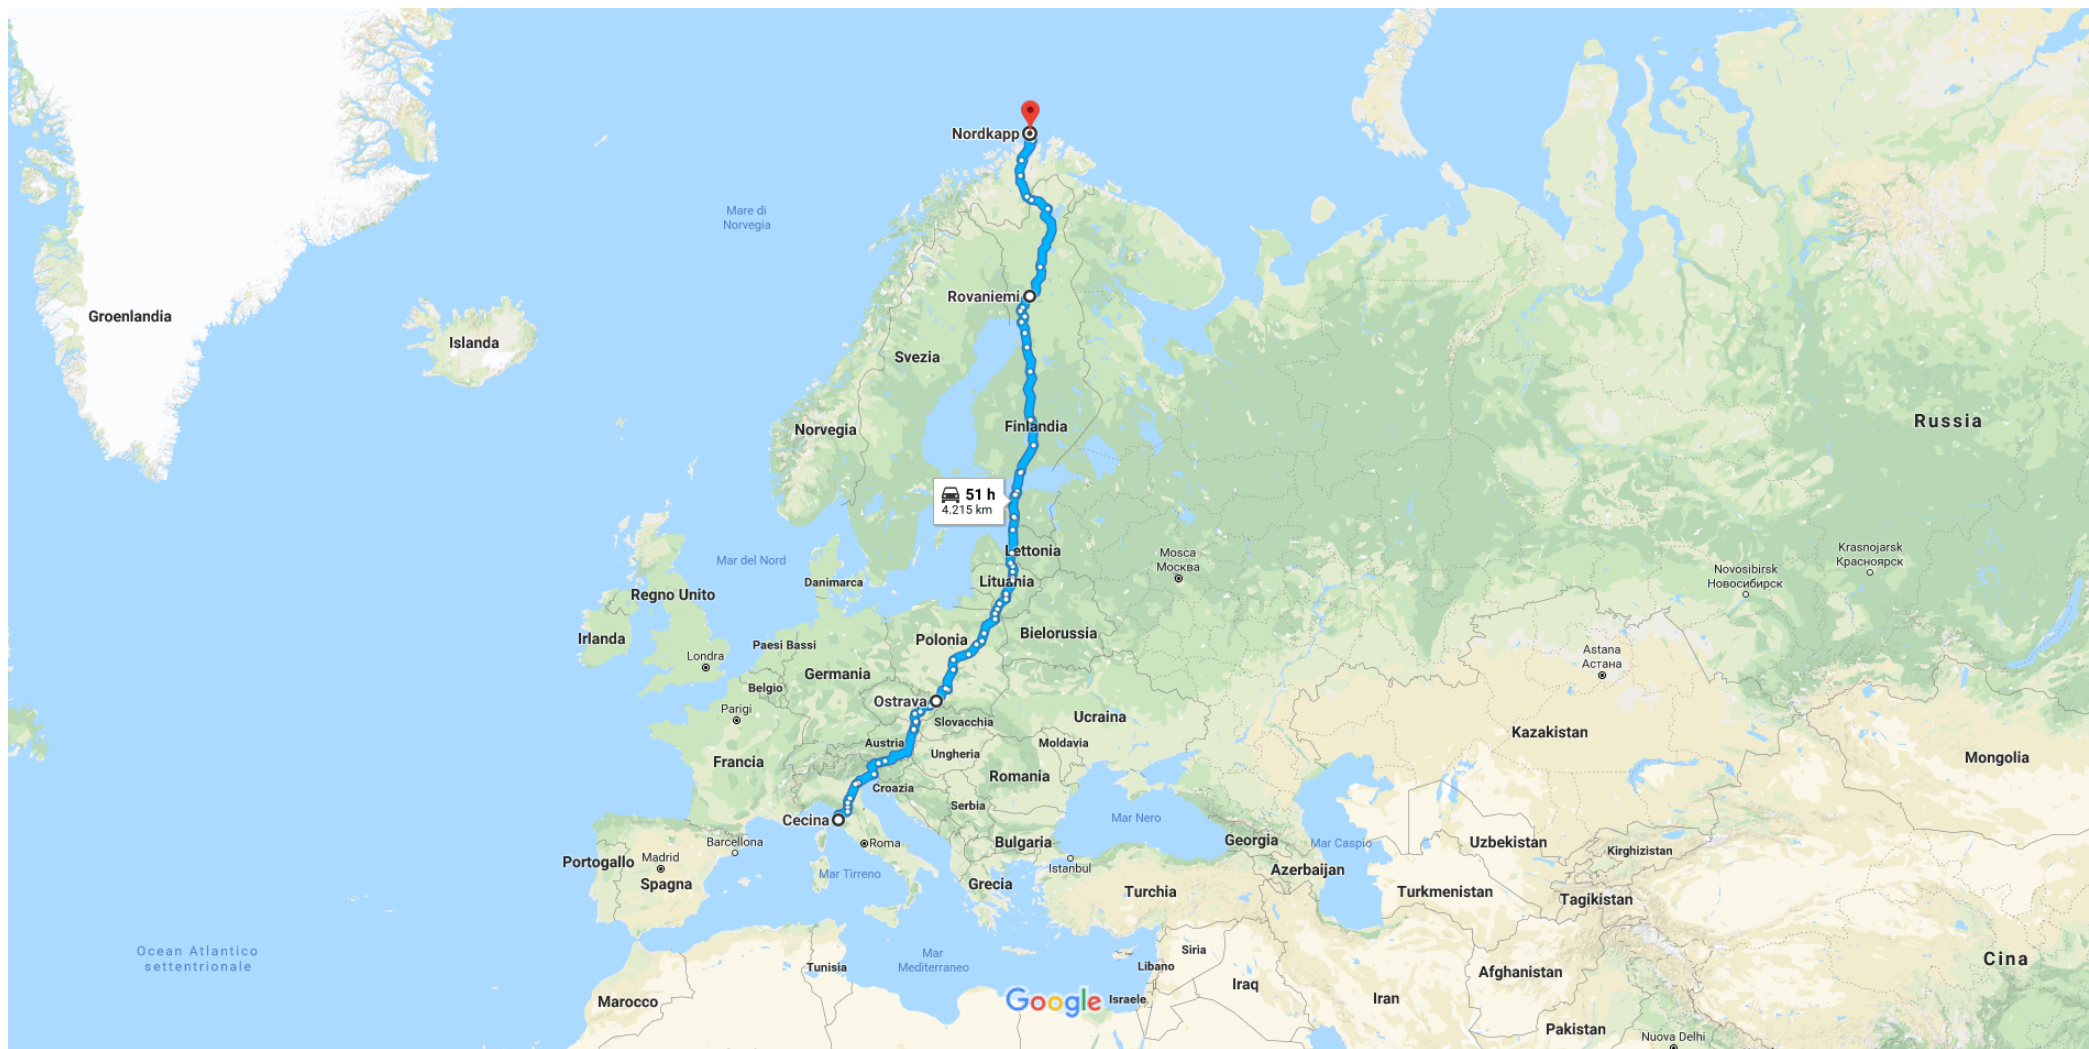 Nordkapp
Mare di
Norvegia
Rovaniemi
Groenlandia
Islanda
Svezia
Russia
Norvegia
Finlandia
51 h
4.215 km
Mar del Nord
Lettonia
Mosca
Москва
Krasnojarsk
Красноярск
Novosibirsk
Новосибирск
Danimarca
Lituania
Regno Unito
Irlanda
Paesi Bassi
Polonia
Bielorussia
Londra
Astana
Астана
Germania
Belgio
Ostrava
Parigi
Slovacchia
Ucraina
Kazakistan
Austria
Ungheria
Moldavia
Francia
Mongolia
Romania
Croazia
Serbia
Cecina
Mar Nero
Barcellona
Roma
Bulgaria
Georgia
Mar Caspio
Uzbekistan
Kirghizistan
Portogallo
Madrid
Spagna
Mar Tirreno
Istanbul
Azerbaijan
Grecia
Turchia
Turkmenistan
Tagikistan
Ocean Atlantico
settentrionale
Tunisia
Mar
Mediterraneo
Siria
Libano
Cina
Afghanistan
Marocco
Google
Israele
Iraq
Iran
Pakistan
Nuova Delhi